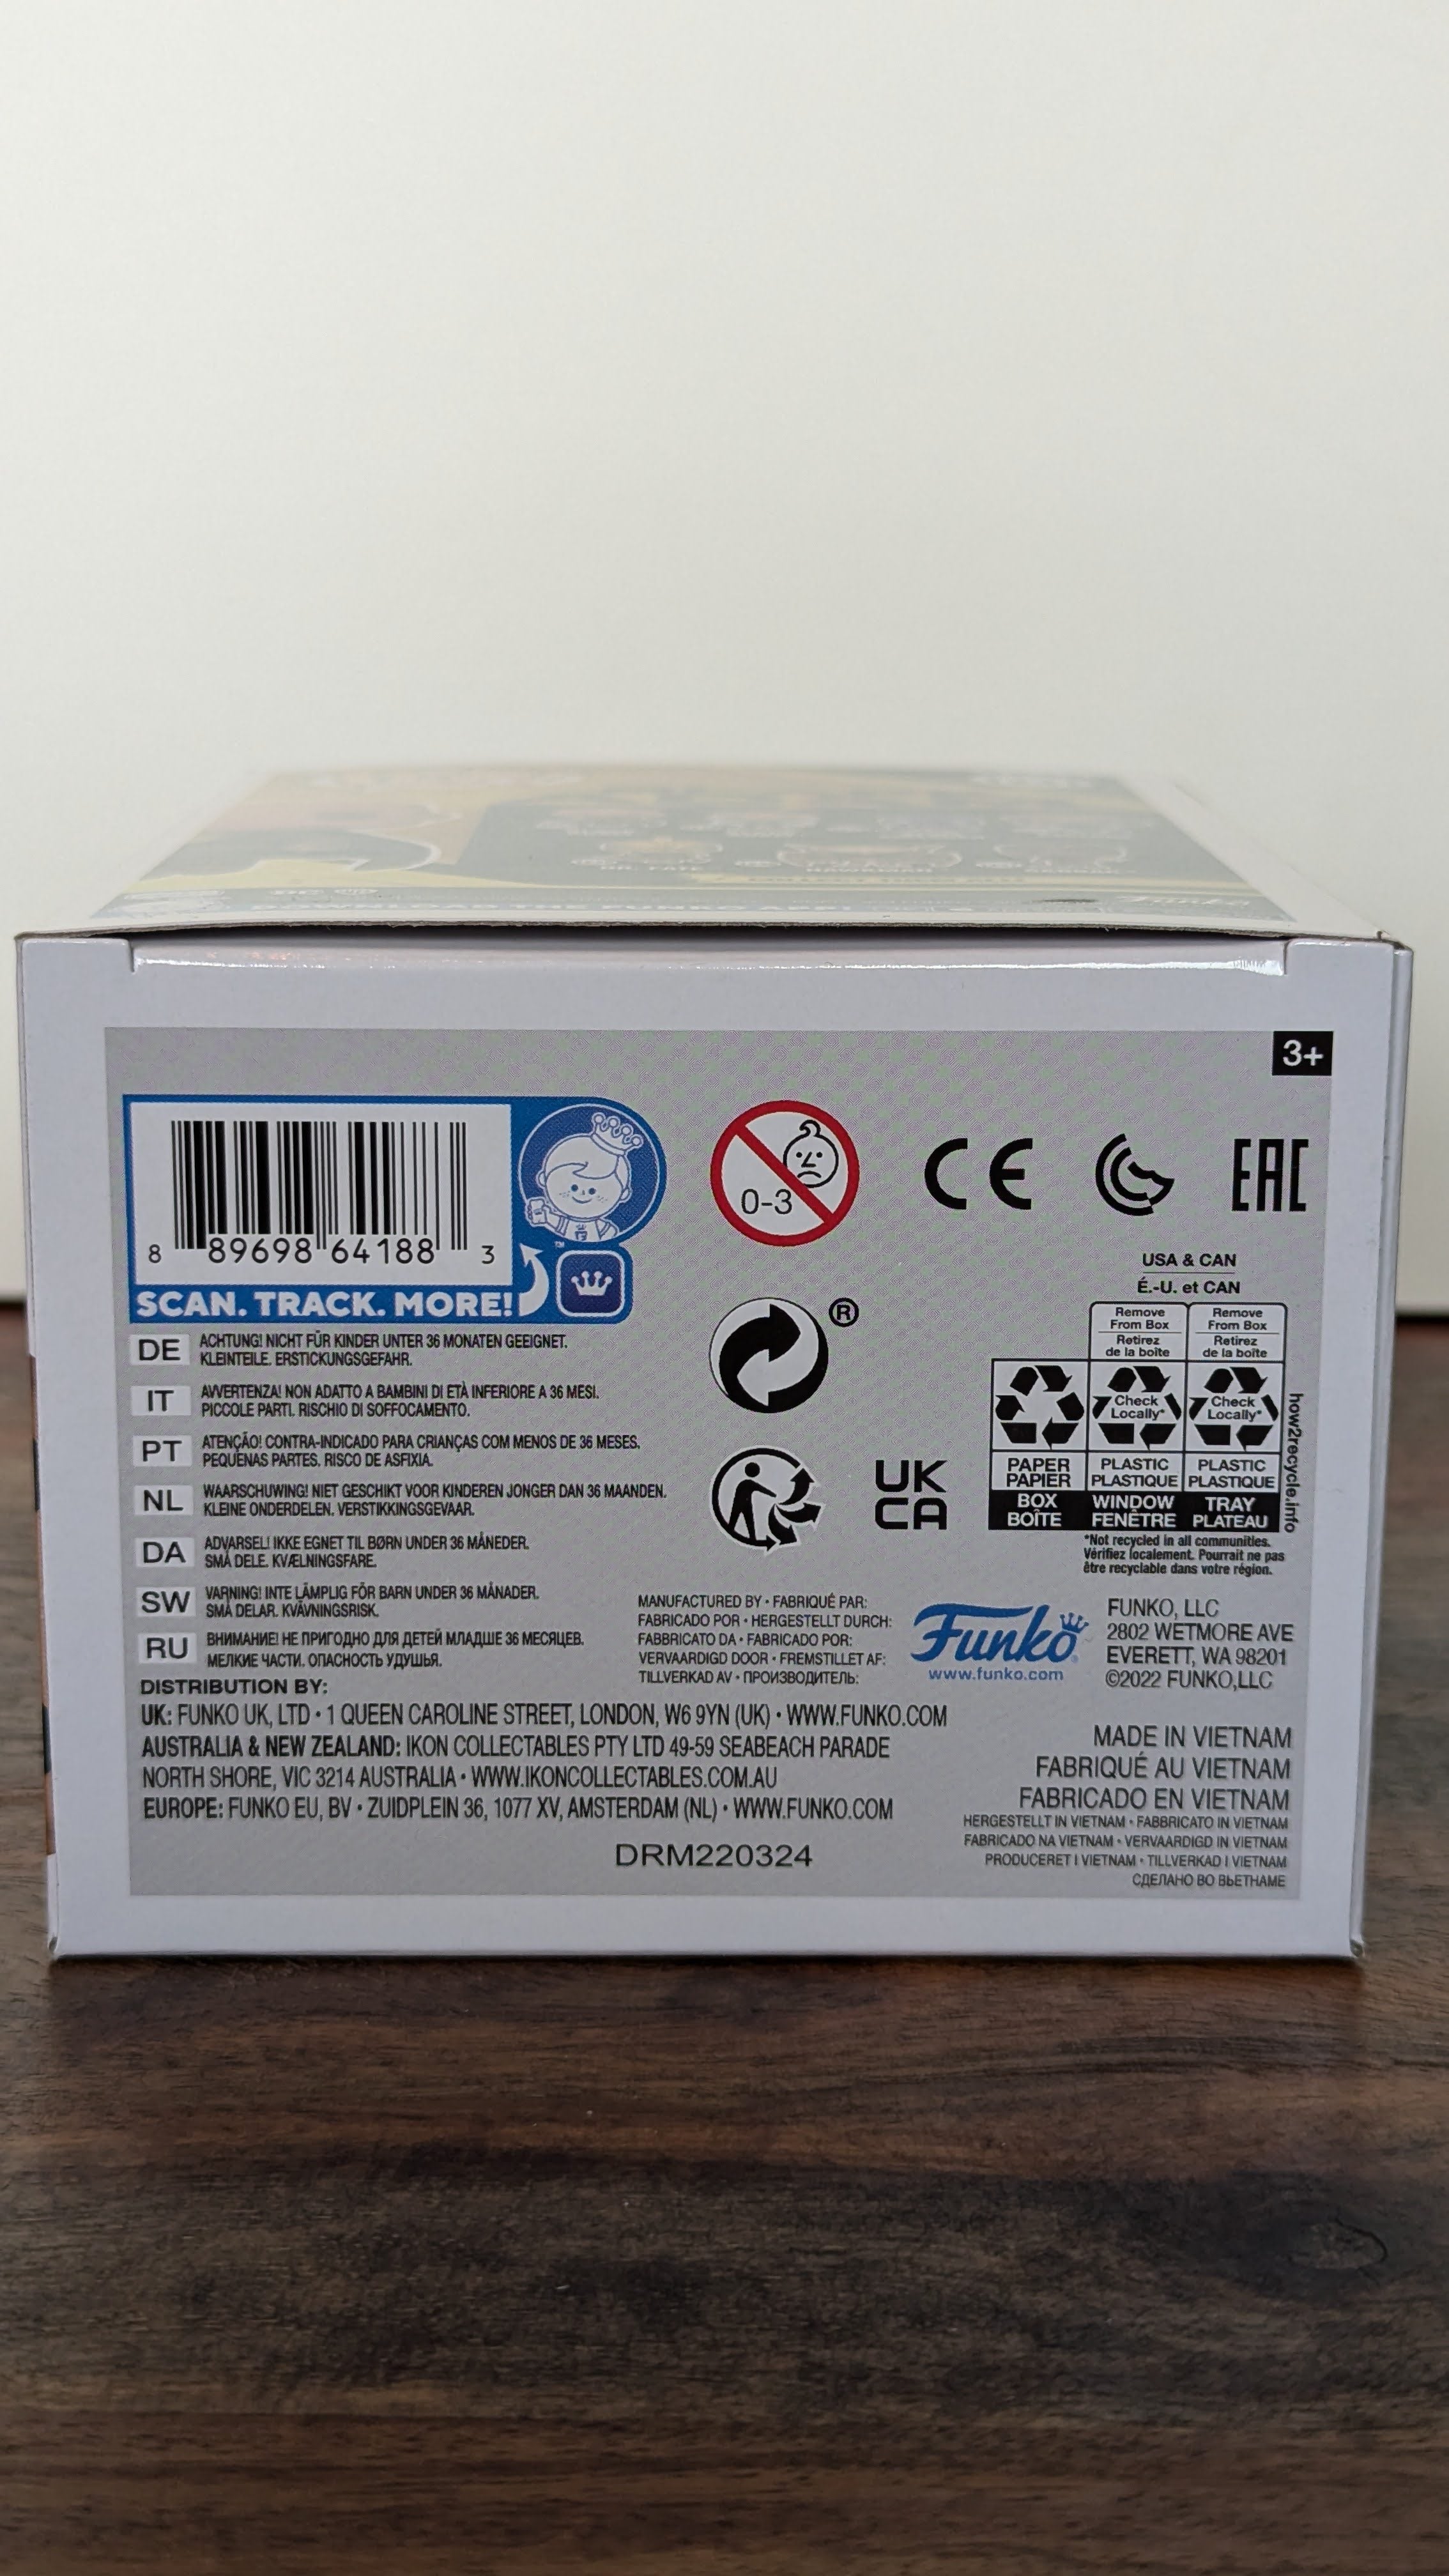 DR. FATE
HAWKMAN
DOWNLOAD THE FUNKO APP!
Funko
3+
8 89698 64188 3
SCAN. TRACK. MORE!
™
0-3
CE
EAC
®
UK
CA
USA & CAN
É.-U. et CAN
Remove
From Box
Retirez
de la boîte
Remove
From Box
Retirez
de la boîte
Check
Locally*
Check
Locally*
PAPER
PAPIER
PLASTIC
PLASTIQUE
PLASTIC
PLASTIQUE
BOX
BOÎTE
WINDOW
FENÊTRE
TRAY
PLATEAU
how2recycle.info
*Not recycled in all communities.
Vérifiez localement. Pourrait ne pas
être recyclable dans votre région.
DE ACHTUNG! NICHT FÜR KINDER UNTER 36 MONATEN GEEIGNET.
KLEINTEILE. ERSTICKUNGSGEFAHR.
IT AVVERTENZA! NON ADATTO A BAMBINI DI ETÀ INFERIORE A 36 MESI.
PICCOLE PARTI. RISCHIO DI SOFFOCAMENTO.
PT ATENÇÃO! CONTRA-INDICADO PARA CRIANÇAS COM MENOS DE 36 MESES.
PEQUENAS PARTES. RISCO DE ASFIXIA.
NL WAARSCHUWING! NIET GESCHIKT VOOR KINDEREN JONGER DAN 36 MAANDEN.
KLEINE ONDERDELEN. VERSTIKKINGSGEVAAR.
DA ADVARSEL! IKKE EGNET TIL BØRN UNDER 36 MÅNEDER.
SMÅ DELE. KVÆLNINGSFARE.
SW VARNING! INTE LÄMPLIG FÖR BARN UNDER 36 MÅNADER.
SMÅ DELAR. KVÄVNINGSRISK.
RU ВНИМАНИЕ! НЕ ПРИГОДНО ДЛЯ ДЕТЕЙ МЛАДШЕ 36 МЕСЯЦЕВ.
МЕЛКИЕ ЧАСТИ. ОПАСНОСТЬ УДУШЬЯ.
MANUFACTURED BY • FABRIQUÉ PAR:
FABRICADO POR • HERGESTELLT DURCH:
FABBRICATO DA • FABRICADO POR:
VERVAARDIGD DOOR • FREMSTILLET AF:
TILLVERKAD AV • ПРОИЗВОДИТЕЛЬ:
Funko
www.funko.com
FUNKO, LLC
2802 WETMORE AVE
EVERETT, WA 98201
©2022 FUNKO,LLC
DISTRIBUTION BY:
UK: FUNKO UK, LTD • 1 QUEEN CAROLINE STREET, LONDON, W6 9YN (UK) • WWW.FUNKO.COM
AUSTRALIA & NEW ZEALAND: IKON COLLECTABLES PTY LTD 49-59 SEABEACH PARADE
NORTH SHORE, VIC 3214 AUSTRALIA • WWW.IKONCOLLECTABLES.COM.AU
EUROPE: FUNKO EU, BV • ZUIDPLEIN 36, 1077 XV, AMSTERDAM (NL) • WWW.FUNKO.COM
DRM220324
MADE IN VIETNAM
FABRIQUÉ AU VIETNAM
FABRICADO EN VIETNAM
HERGESTELLT IN VIETNAM • FABBRICATO IN VIETNAM
FABRICADO NA VIETNAM • VERVAARDIGD IN VIETNAM
PRODUCERET I VIETNAM • TILLVERKAD I VIETNAM
СДЕЛАНО ВО ВЬЕТНАМЕ